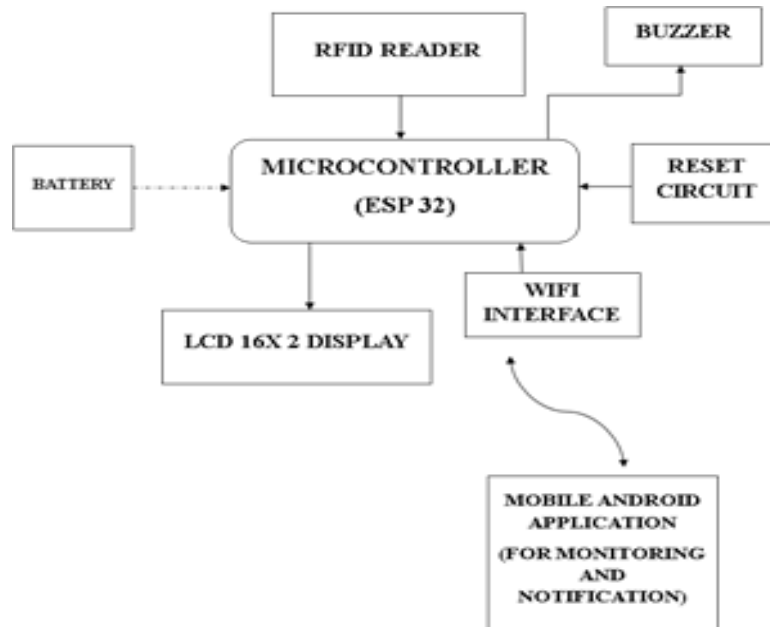 BUZZER
RFID READER
MICROCONTROLLER
(ESP 32)
BATTERY
RESET
CIRCUIT
WIFI
INTERFACE
LCD 16X 2 DISPLAY
MOBILE ANDROID
APPLICATION
(FOR MONITORING
AND
NOTIFICATION)